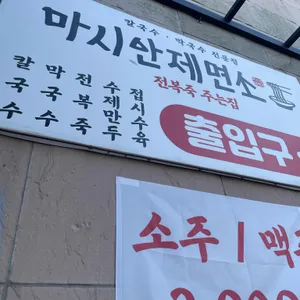 칼국수 · 막국수 전문점
마시안제면소
전복죽 주는집
칼국수
막국수
전복죽
수제만두
접시수육
출입구
소주 / 맥주